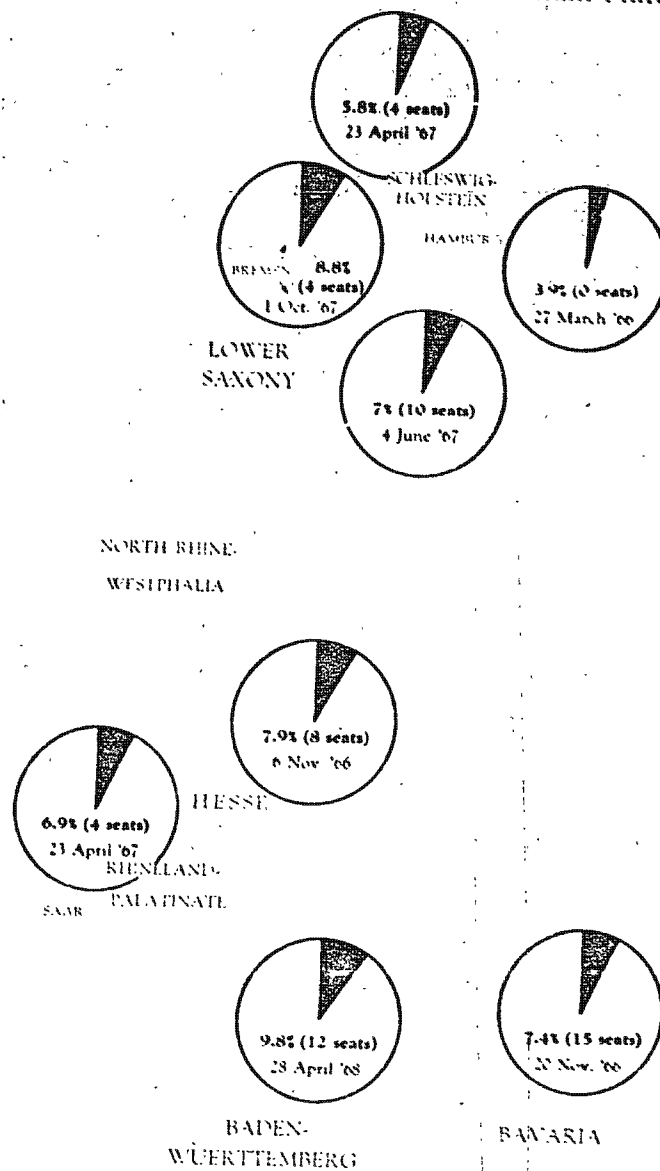 5.8% (4 seats)
23 April '67
SCHLESWIG-
HOLSTEIN
HAMBURG
BREMEN
8.8%
(4 seats)
1 Oct. '67
3.9% (0 seats)
27 March '66
LOWER
SAXONY
7% (10 seats)
4 June '67
NORTH RHINE-
WESTPHALIA
7.9% (8 seats)
6 Nov. '66
HESSE
6.9% (4 seats)
23 April '67
RHINELAND-
PALATINATE
SAAR
9.8% (12 seats)
28 April '68
7.4% (15 seats)
20 Nov. '66
BADEN-
WUERTTEMBERG
BAVARIA